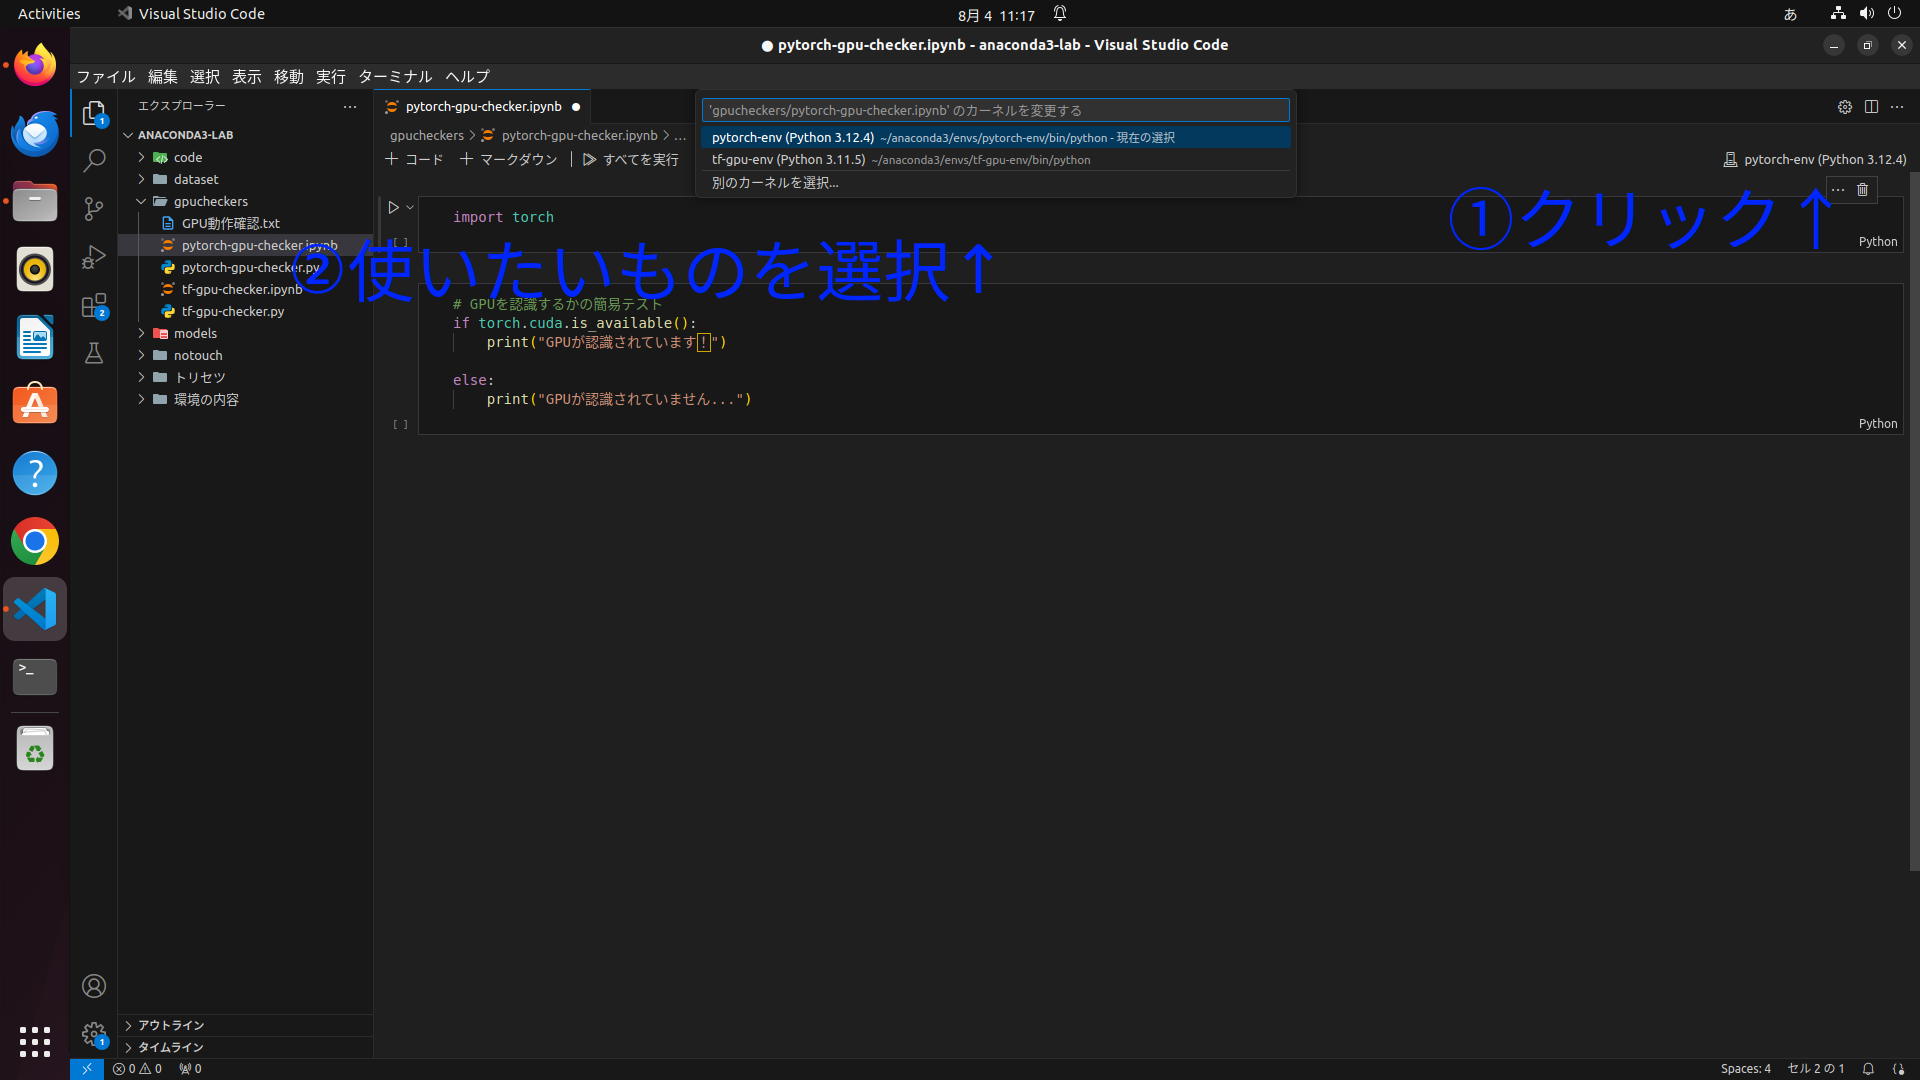 Activities
Visual Studio Code
8月 4 11:17
あ
● pytorch-gpu-checker.ipynb - anaconda3-lab - Visual Studio Code
ファイル 編集 選択 表示 移動 実行 ターミナル ヘルプ
エクスプローラー
ANACONDA3-LAB
code
dataset
gpucheckers
GPU動作確認.txt
pytorch-gpu-checker.ipynb
pytorch-gpu-checker.py
tf-gpu-checker.ipynb
tf-gpu-checker.py
models
notouch
トリセツ
環境の内容
アウトライン
タイムライン
pytorch-gpu-checker.ipynb ●
gpucheckers > pytorch-gpu-checker.ipynb > ...
+ コード + マークダウン | すべてを実行
'gpucheckers/pytorch-gpu-checker.ipynb' のカーネルを変更する
pytorch-env (Python 3.12.4) ~/anaconda3/envs/pytorch-env/bin/python - 現在の選択
tf-gpu-env (Python 3.11.5) ~/anaconda3/envs/tf-gpu-env/bin/python
別のカーネルを選択...
pytorch-env (Python 3.12.4)
①クリック↑
②使いたいものを選択↑
import torch
[ ]
Python
# GPUを認識するかの簡易テスト
if torch.cuda.is_available():
print("GPUが認識されています！")
else:
print("GPUが認識されていません...")
[ ]
Python
1
2
1
0 0 0
Spaces: 4 セル 2 の 1